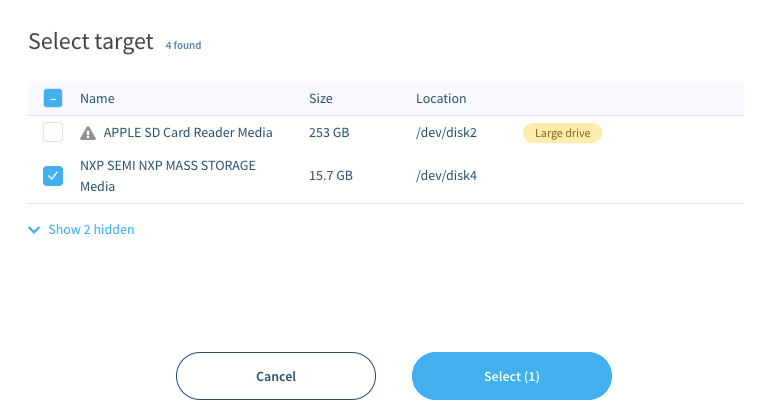 Select target 4 found
Name Size Location
APPLE SD Card Reader Media 253 GB /dev/disk2 Large drive
NXP SEMI NXP MASS STORAGE
Media 15.7 GB /dev/disk4
Show 2 hidden
Cancel Select (1)